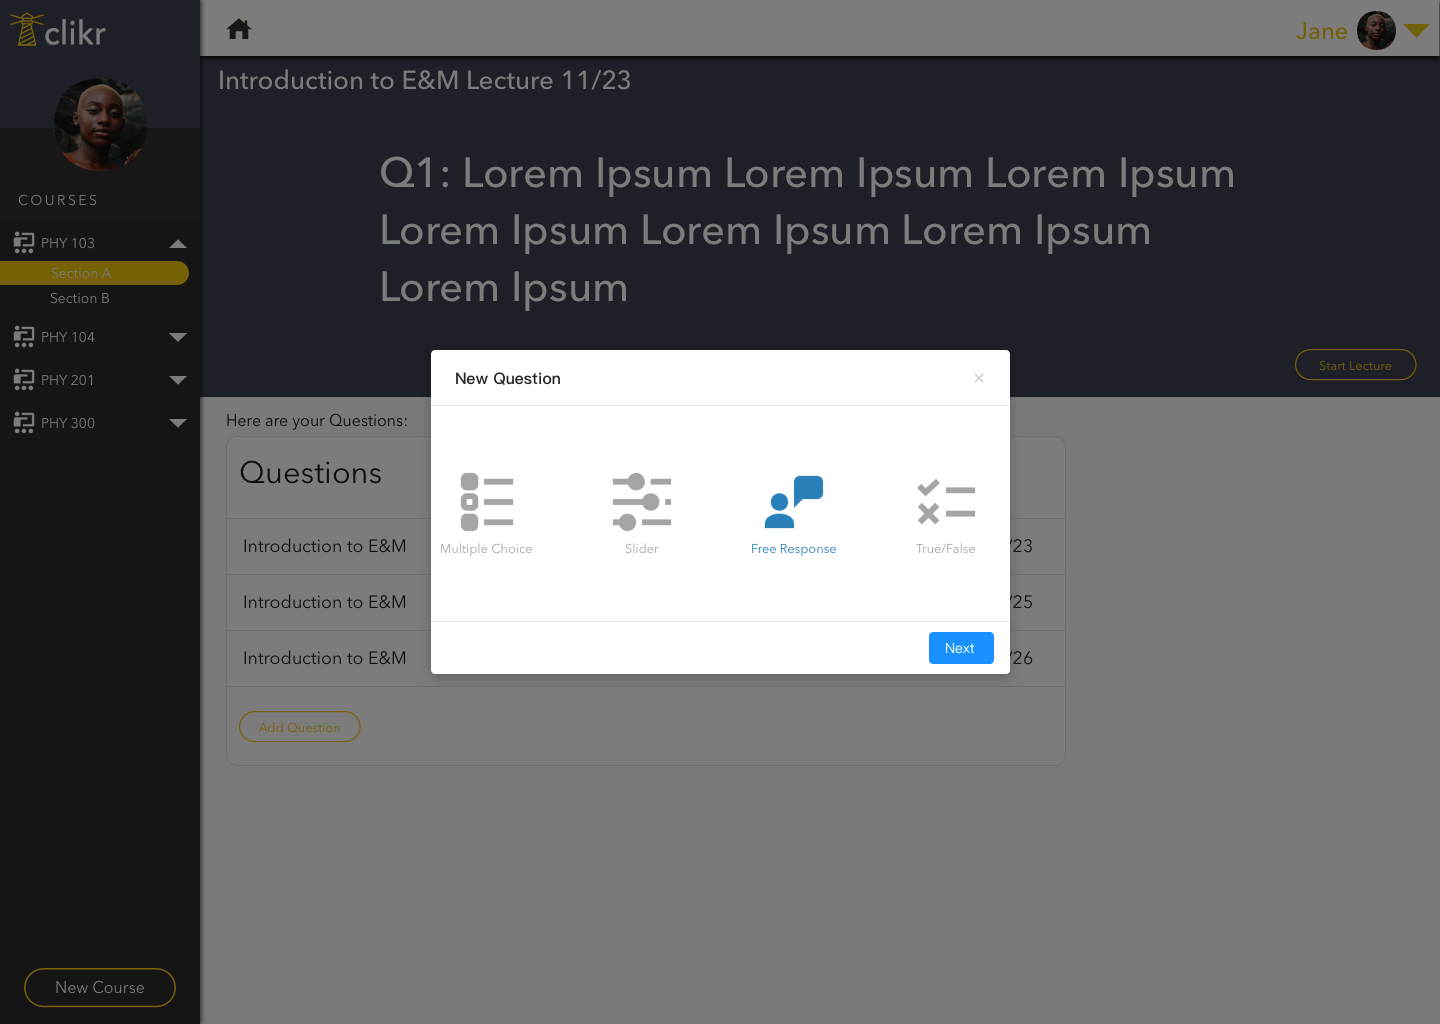 clikr
Jane
Introduction to E&M Lecture 11/23
Q1: Lorem Ipsum Lorem Ipsum Lorem Ipsum
Lorem Ipsum Lorem Ipsum Lorem Ipsum
Lorem Ipsum
Start Lecture
COURSES
PHY 103
Section A
Section B
PHY 104
PHY 201
PHY 300
New Course
Here are your Questions:
Questions
Introduction to E&M /23
Introduction to E&M /25
Introduction to E&M /26
Add Question
New Question
Multiple Choice
Slider
Free Response
True/False
Next